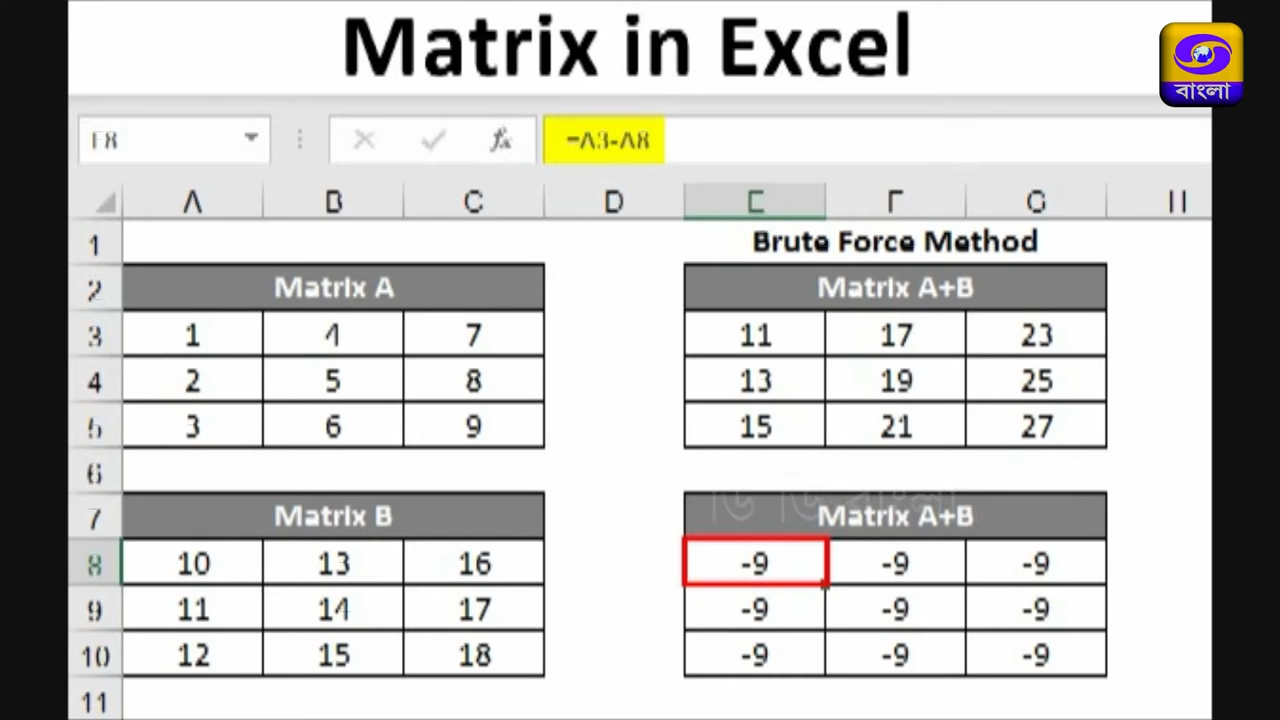 Matrix in Excel
বাংলা
E8 fx =A3-A8
A B C D E F G H
1 Brute Force Method
2 Matrix A Matrix A+B
3 1 4 7 11 17 23
4 2 5 8 13 19 25
5 3 6 9 15 21 27
6
ডি ডি বাংলা
7 Matrix B Matrix A+B
8 10 13 16 -9 -9 -9
9 11 14 17 -9 -9 -9
10 12 15 18 -9 -9 -9
11